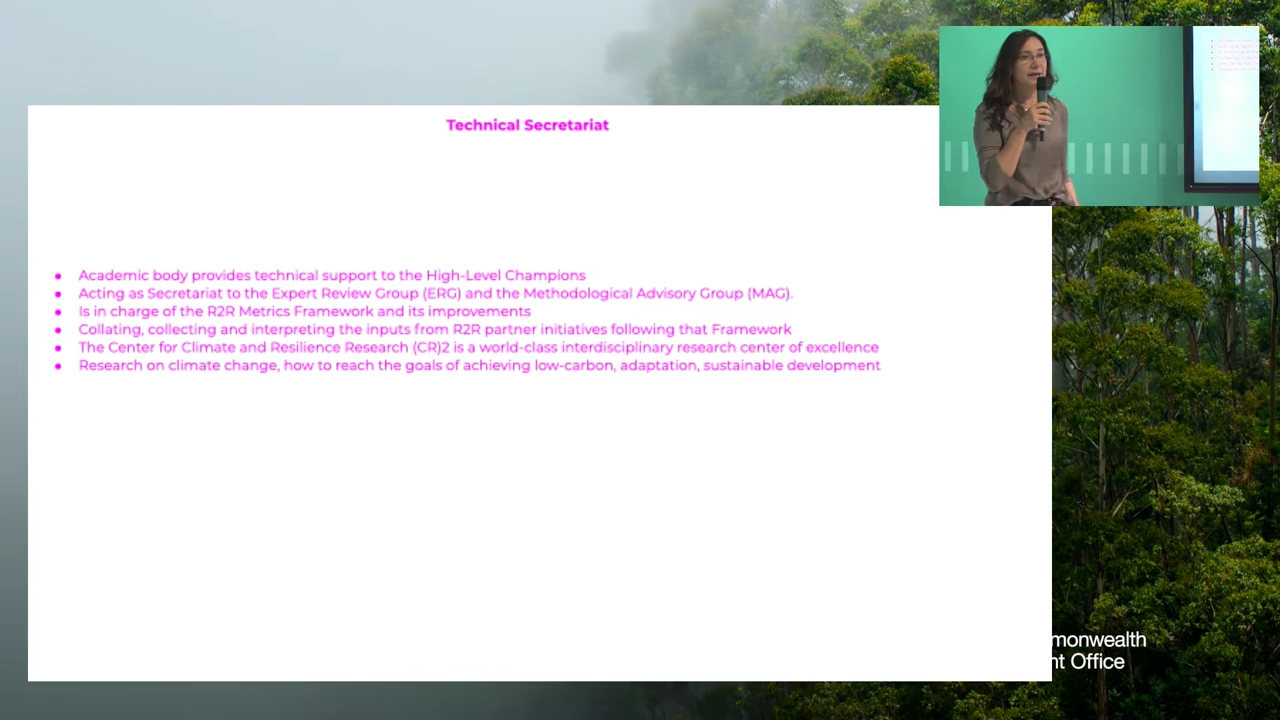 Technical Secretariat
● Academic body provides technical support to the High-Level Champions
● Acting as Secretariat to the Expert Review Group (ERG) and the Methodological Advisory Group (MAG).
● Is in charge of the R2R Metrics Framework and its improvements
● Collating, collecting and interpreting the inputs from R2R partner initiatives following that Framework
● The Center for Climate and Resilience Research (CR)2 is a world-class interdisciplinary research center of excellence
● Research on climate change, how to reach the goals of achieving low-carbon, adaptation, sustainable development
monwealth
nt Office